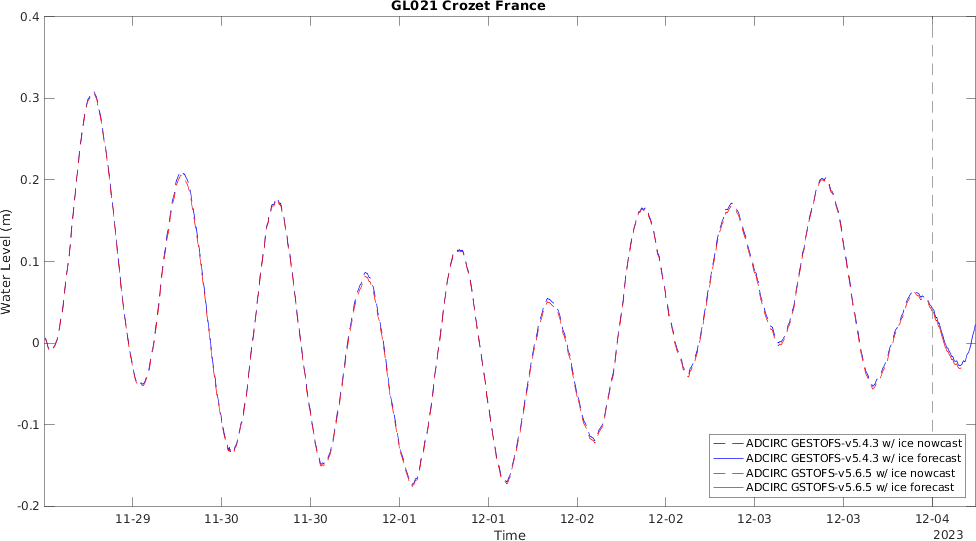 GL021 Crozet France
0.4
0.3
0.2
0.1
0
-0.1
-0.2
Water Level (m)
11-29
11-30
11-30
12-01
12-01
12-02
12-02
12-03
12-03
12-04
2023
Time
ADCIRC GESTOFS-v5.4.3 w/ ice nowcast
ADCIRC GESTOFS-v5.4.3 w/ ice forecast
ADCIRC GSTOFS-v5.6.5 w/ ice nowcast
ADCIRC GSTOFS-v5.6.5 w/ ice forecast